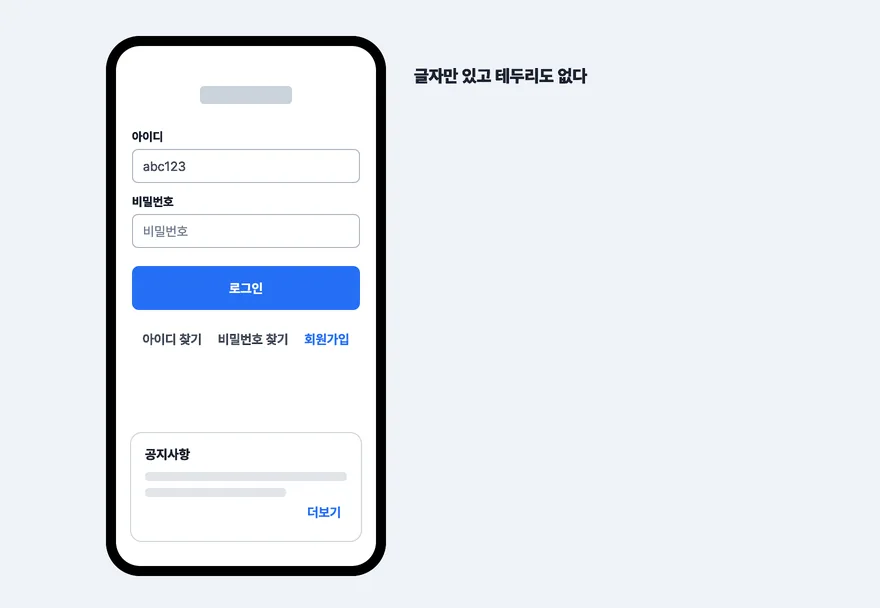 글자만 있고 테두리도 없다
아이디
abc123
비밀번호
비밀번호
로그인
아이디 찾기 비밀번호 찾기 회원가입
공지사항
더보기